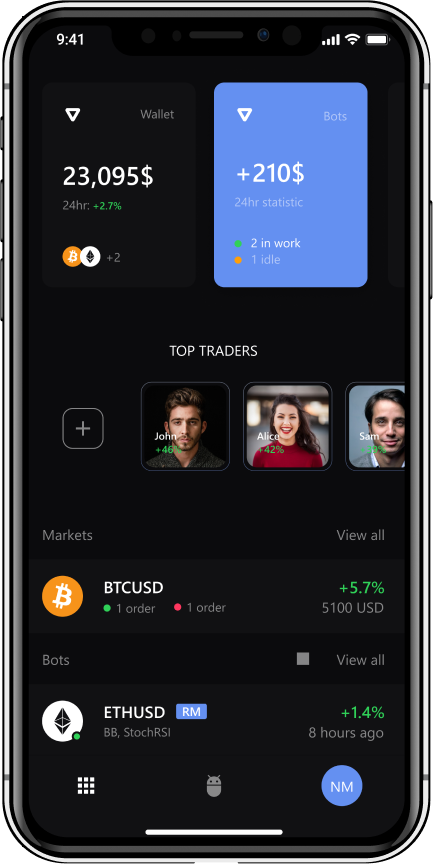 9:41
Wallet
23,095$
24hr: +2.7%
+2
Bots
+210$
24hr statistic
2 in work
1 idle
TOP TRADERS
John
+46%
Alice
+42%
Sam
Markets
View all
BTCUSD
+5.7%
1 order
1 order
5100 USD
Bots
View all
ETHUSD
RM
+1.4%
BB, StochRSI
8 hours ago
NM